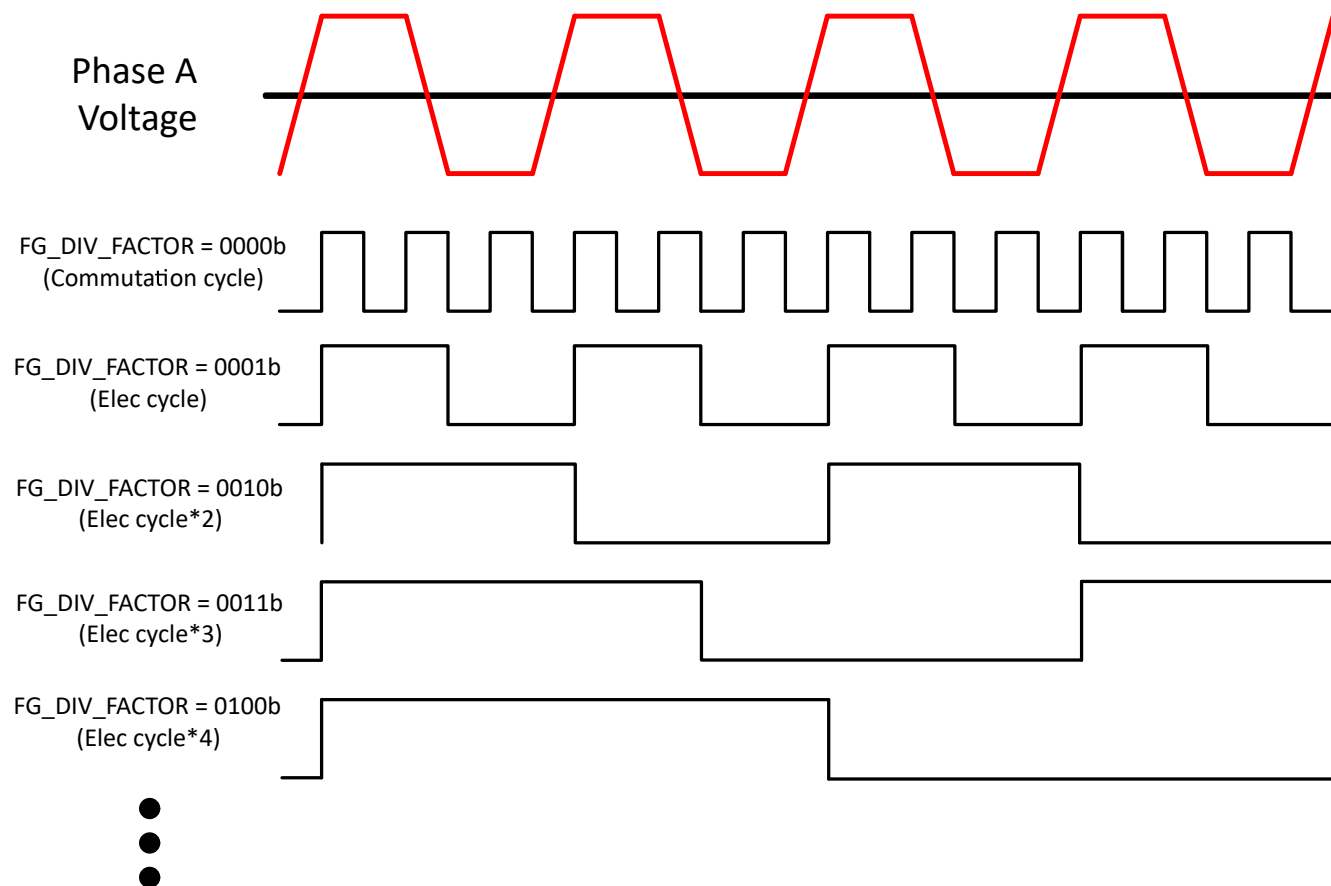 Phase A
Voltage
FG_DIV_FACTOR = 0000b
(Commutation cycle)
FG_DIV_FACTOR = 0001b
(Elec cycle)
FG_DIV_FACTOR = 0010b
(Elec cycle*2)
FG_DIV_FACTOR = 0011b
(Elec cycle*3)
FG_DIV_FACTOR = 0100b
(Elec cycle*4)